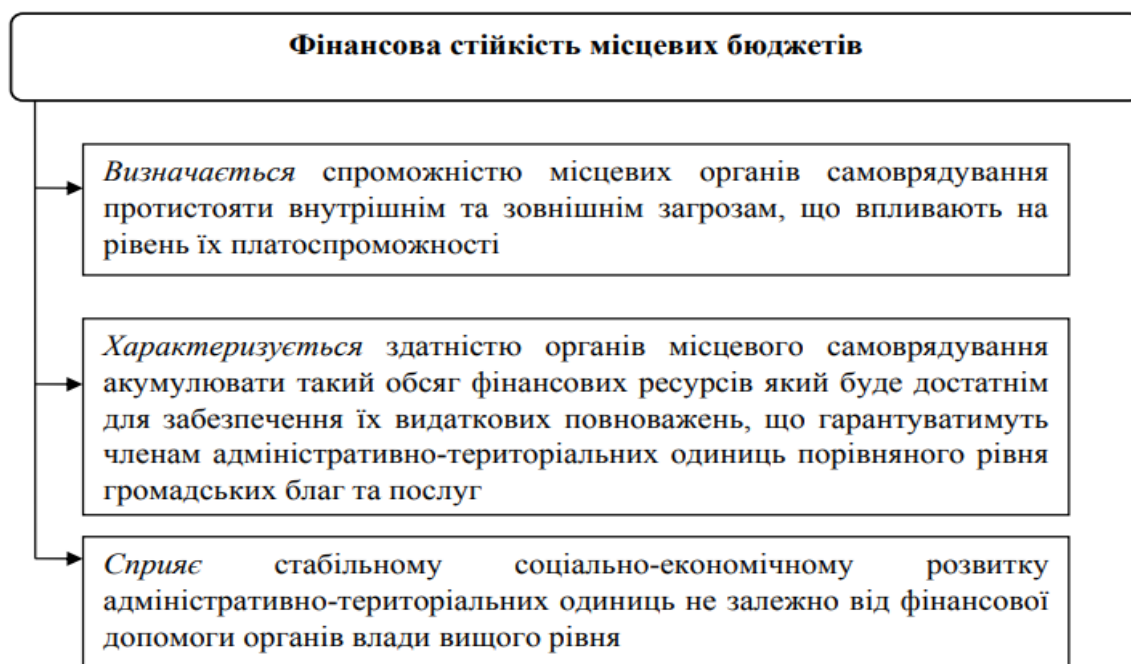 Фінансова стійкість місцевих бюджетів
Визначається спроможністю місцевих органів самоврядування
протистояти внутрішнім та зовнішнім загрозам, що впливають на
рівень їх платоспроможності
Характеризується здатністю органів місцевого самоврядування
акумулювати такий обсяг фінансових ресурсів який буде достатнім
для забезпечення їх видаткових повноважень, що гарантуватимуть
членам адміністративно-територіальних одиниць порівняного рівня
громадських благ та послуг
Сприяє стабільному соціально-економічному розвитку
адміністративно-територіальних одиниць не залежно від фінансової
допомоги органів влади вищого рівня